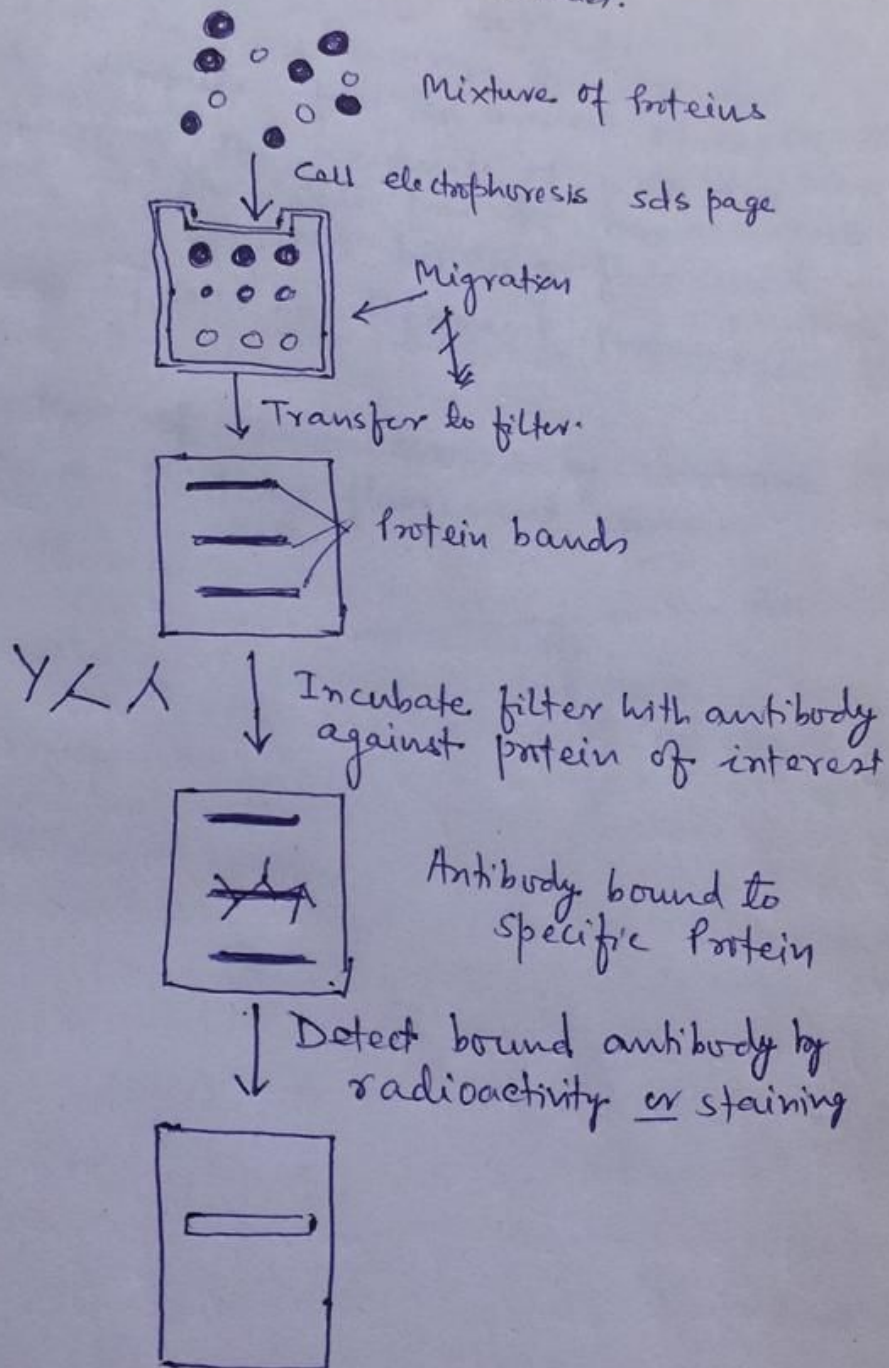 Mixture of Proteins
Cell electrophoresis sds page
Migration
Transfer to filter.
Protein bands
Incubate filter with antibody
against protein of interest
Antibody bound to
specific Protein
Detect bound antibody by
radioactivity or staining